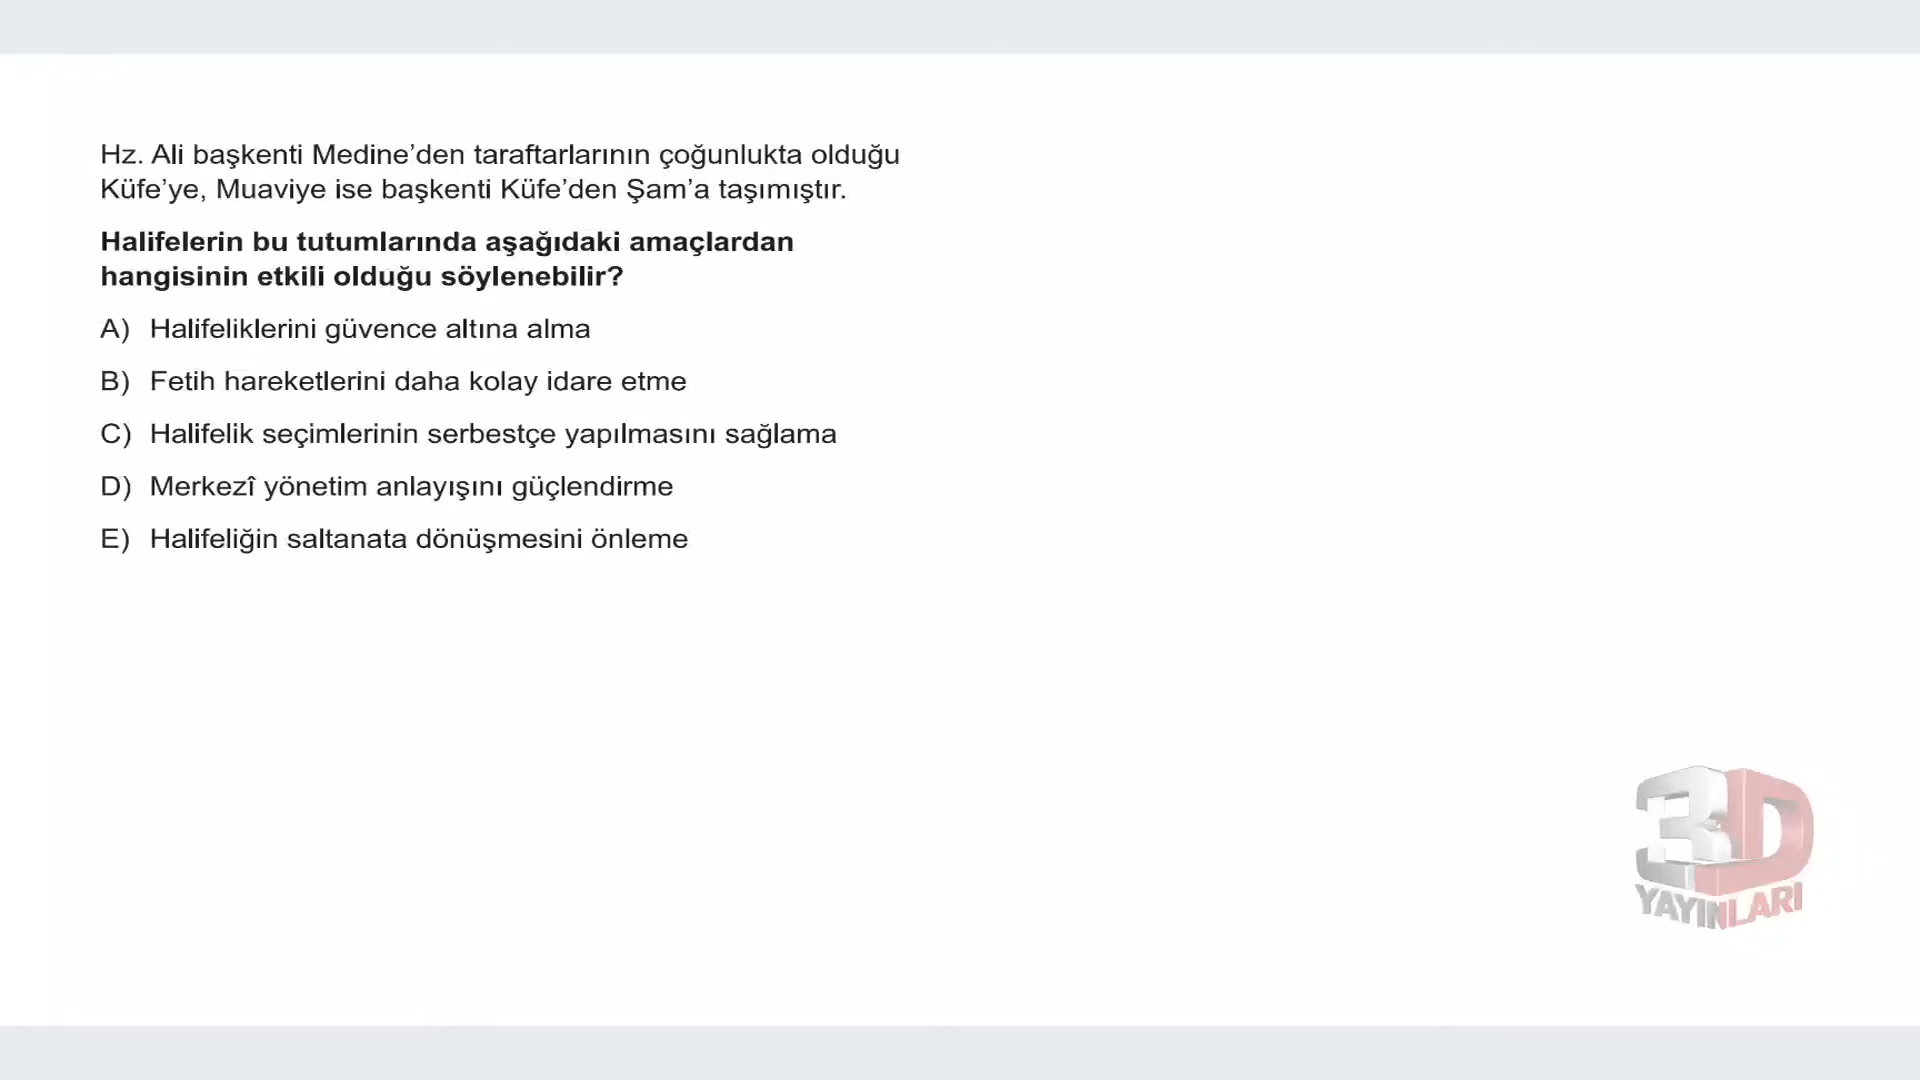 Hz. Ali başkenti Medine’den taraftarlarının çoğunlukta olduğu
Küfe’ye, Muaviye ise başkenti Küfe’den Şam’a taşımıştır.
Halifelerin bu tutumlarında aşağıdaki amaçlardan
hangisinin etkili olduğu söylenebilir?
A) Halifeliklerini güvence altına alma
B) Fetih hareketlerini daha kolay idare etme
C) Halifelik seçimlerinin serbestçe yapılmasını sağlama
D) Merkezî yönetim anlayışını güçlendirme
E) Halifeliğin saltanata dönüşmesini önleme
3D
YAYINLARI